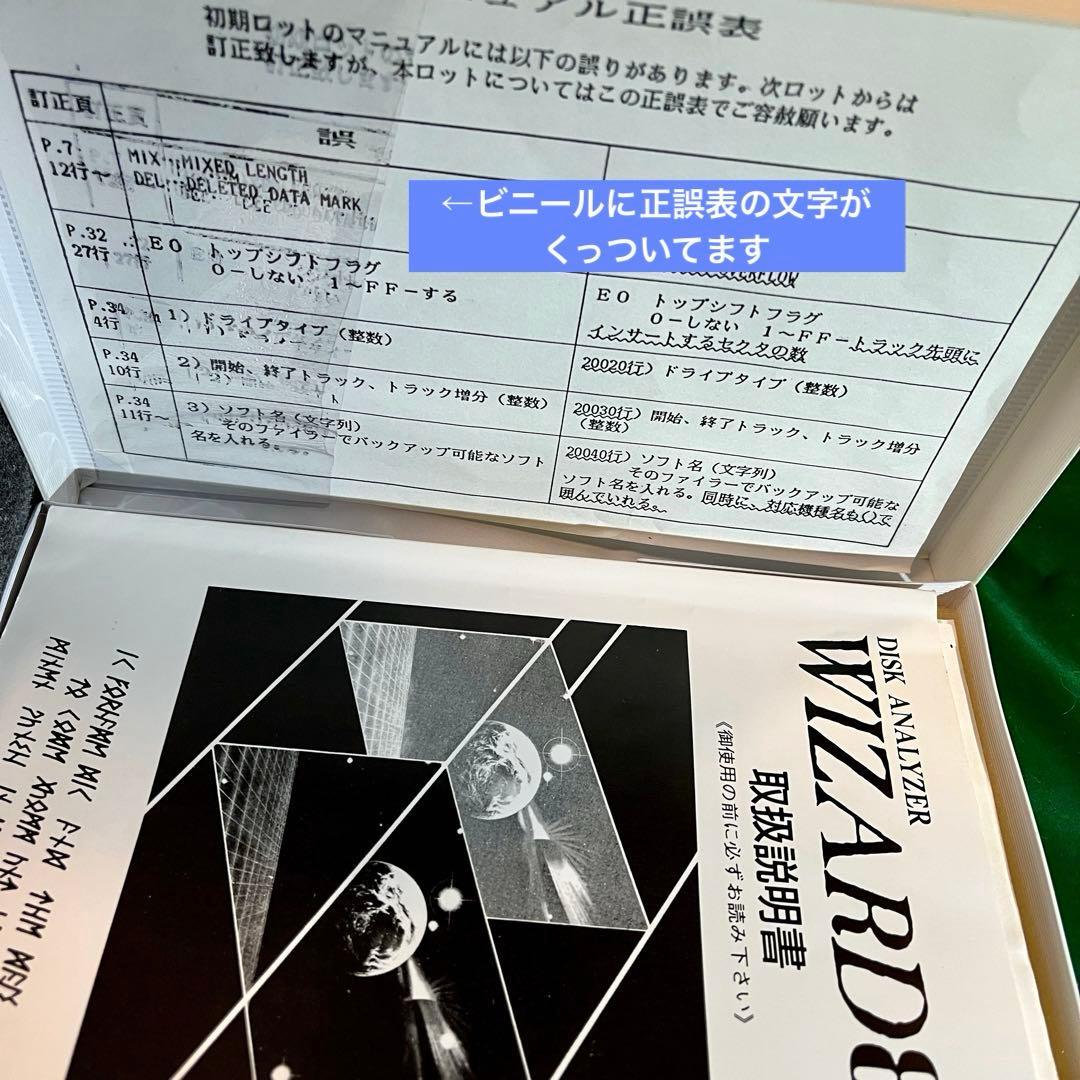 ュアル正誤表
初期ロットのマニュアルには以下の誤りがあります。次ロットからは
訂正致しますが、本ロットについてはこの正誤表でご容赦願います。
訂正頁
誤
P.7
12行～
MIX…MIXED LENGTH
DEL…DELETED DATA MARK
←ビニールに正誤表の文字が
くっついてます
P.32
27行
E0 トップシフトフラグ
0－しない 1～FF－する
E0 トップシフトフラグ
0－しない 1～FF－トラック先頭に
インサートするセクタの数
P.34
4行
1）ドライブタイプ（整数）
20020行）ドライブタイプ（整数）
P.34
10行
2）開始、終了トラック、トラック増分（整数）
20030行）開始、終了トラック、トラック増分
（整数）
P.34
11行～
3）ソフト名（文字列）
そのファイラーでバックアップ可能なソフト
名を入れる。
20040行）ソフト名（文字列）
そのファイラーでバックアップ可能な
ソフト名を入れる。同時に、対応機種名も()で
囲んでいれる。
DISK ANALYZER
WIZARD8
取扱説明書
《御使用の前に必ずお読み下さい》